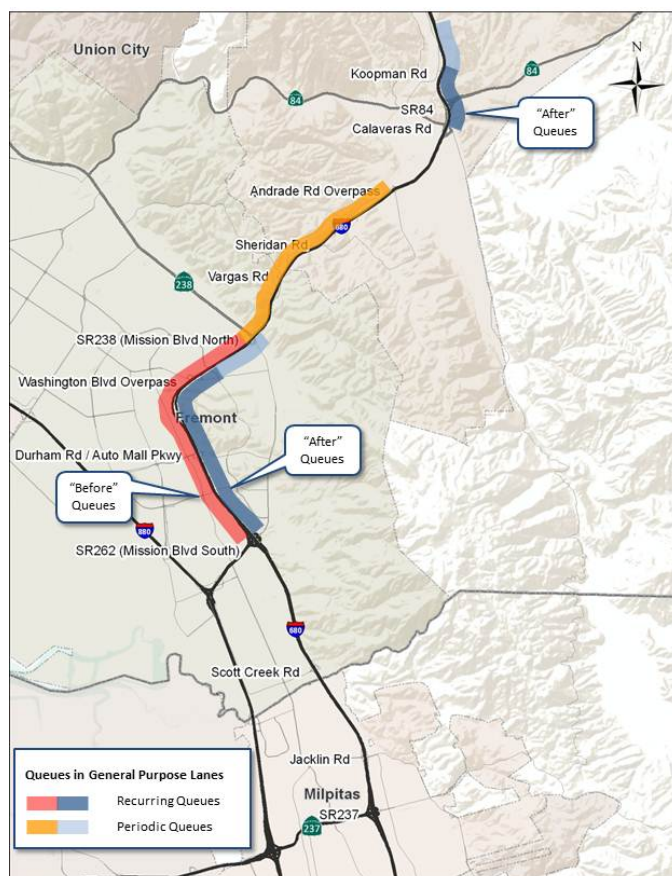 Union City
N
Koopman Rd
84
84
SR84
Calaveras Rd
“After”
Queues
Andrade Rd Overpass
680
Sheridan Rd
Vargas Rd
238
SR238 (Mission Blvd North)
Washington Blvd Overpass
Fremont
“After”
Queues
Durham Rd / Auto Mall Pkwy
“Before”
Queues
880
SR262 (Mission Blvd South)
680
Scott Creek Rd
Jacklin Rd
Milpitas
SR237
237
Queues in General Purpose Lanes
Recurring Queues
Periodic Queues